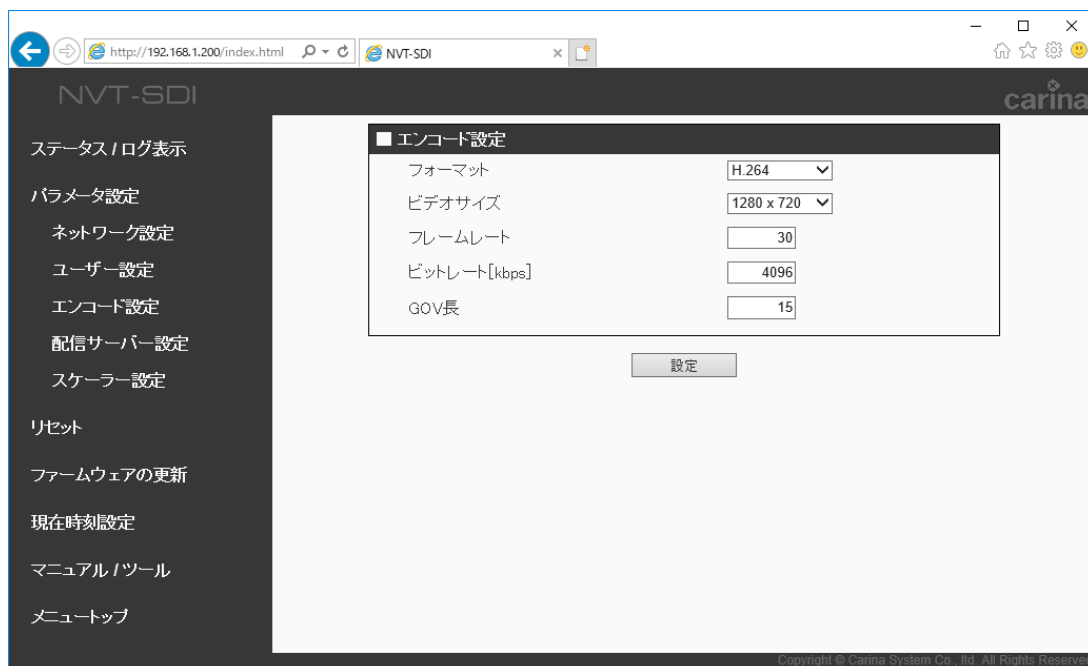 http://192.168.1.200/index.html
NVT-SDI
NVT-SDI
carina
ステータス / ログ表示
パラメータ設定
ネットワーク設定
ユーザー設定
エンコード設定
配信サーバー設定
スケーラー設定
リセット
ファームウェアの更新
現在時刻設定
マニュアル / ツール
メニュートップ
エンコード設定
フォーマット H.264
ビデオサイズ 1280 x 720
フレームレート 30
ビットレート[kbps] 4096
GOV長 15
設定
Copyright © Carina System Co., ltd. All Rights Reserve